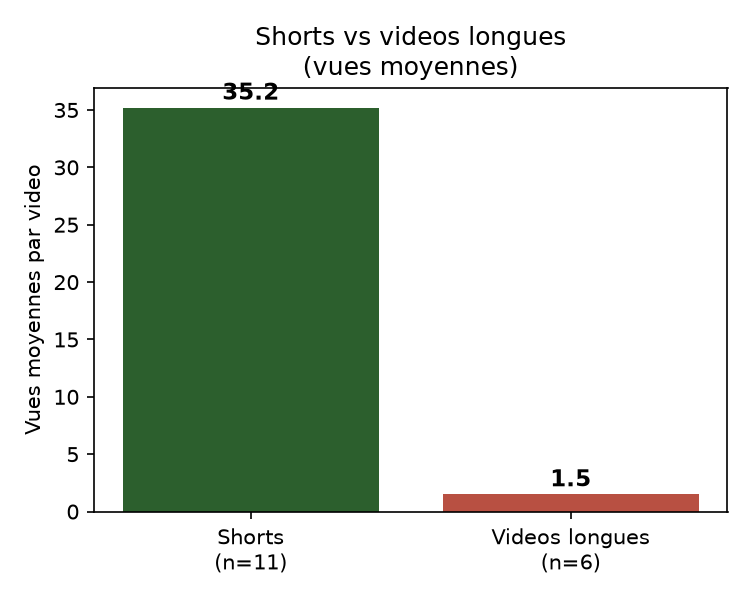 Shorts vs videos longues
(vues moyennes)
35.2
35
30
25
20
15
10
5
0
Vues moyennes par video
1.5
Shorts
(n=11)
Videos longues
(n=6)